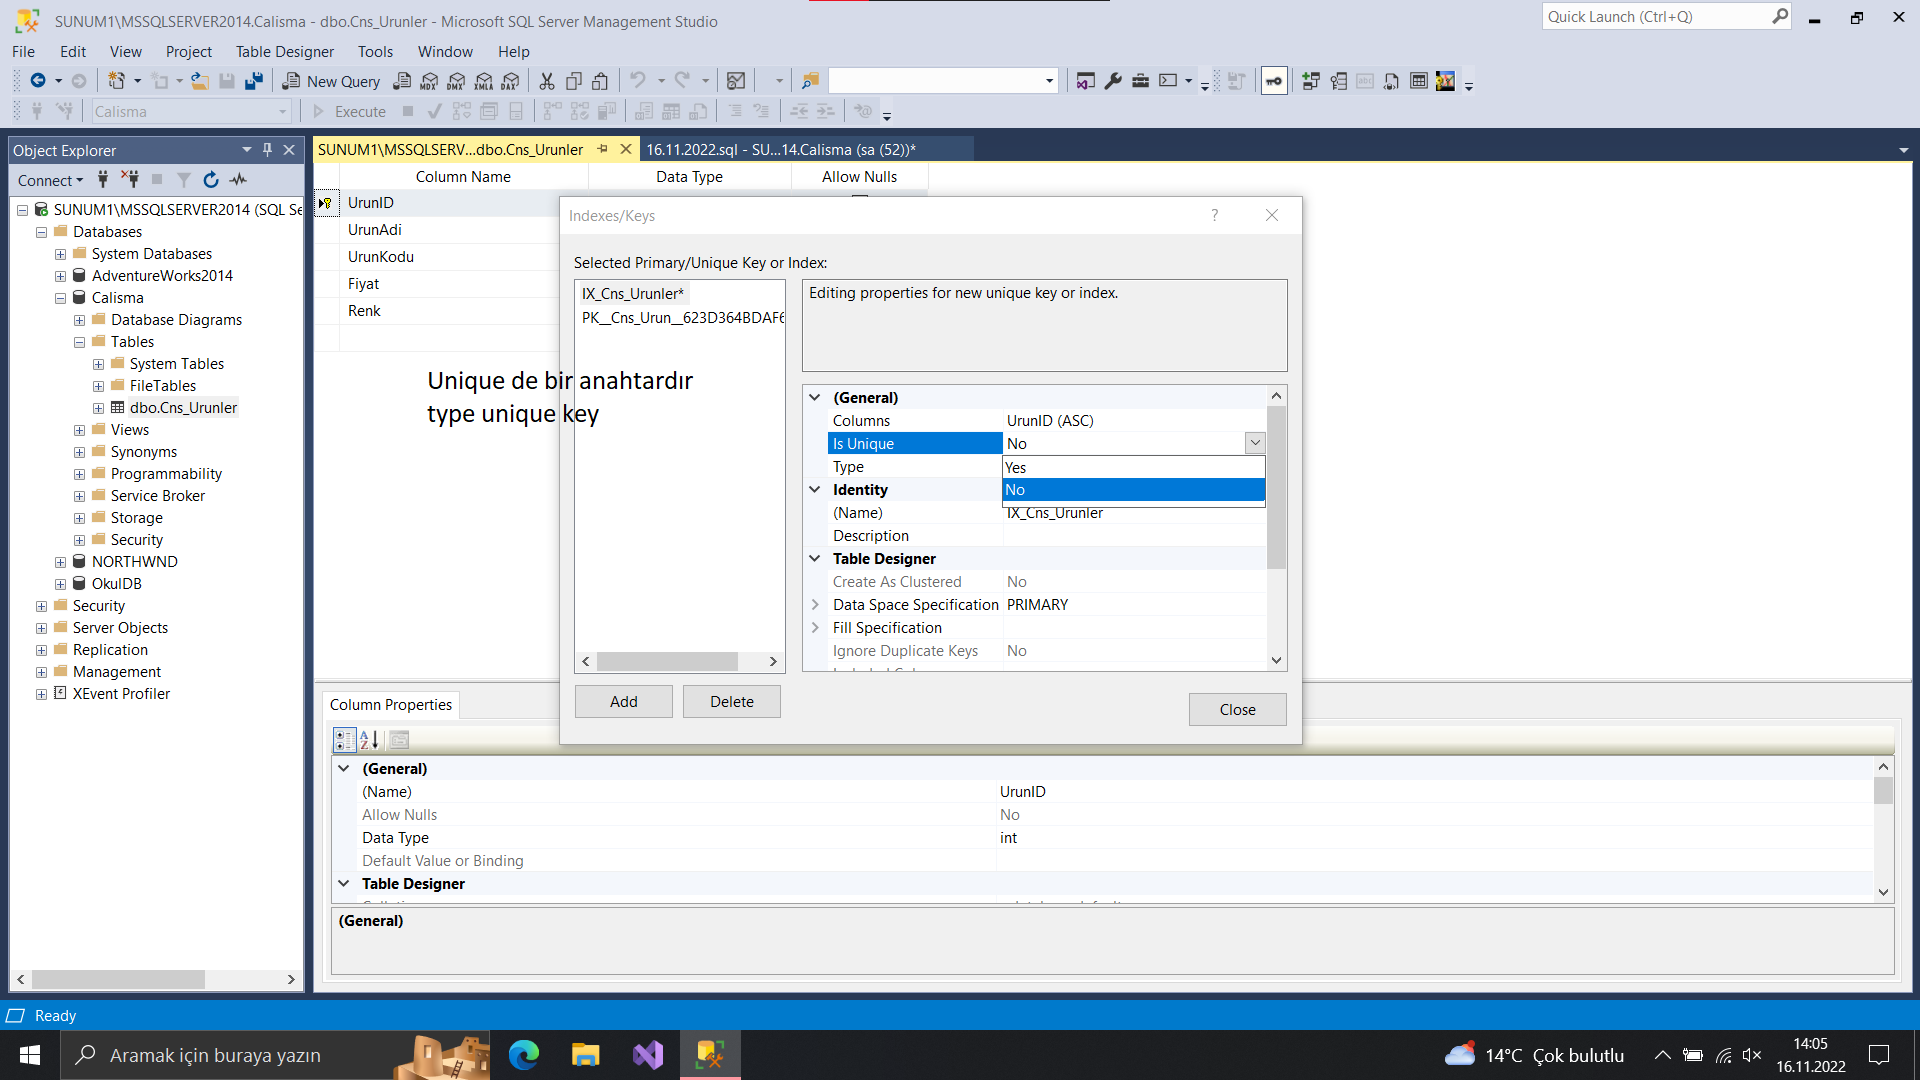 SUNUM1\MSSQLSERVER2014.Calisma - dbo.Cns_Urunler - Microsoft SQL Server Management Studio
Quick Launch (Ctrl+Q)
File Edit View Project Table Designer Tools Window Help
New Query
MDX DMX XMLA DAX
Calisma
Execute
Object Explorer
Connect
SUNUM1\MSSQLSERVER2014 (SQL Se
Databases
System Databases
AdventureWorks2014
Calisma
Database Diagrams
Tables
System Tables
FileTables
dbo.Cns_Urunler
Views
Synonyms
Programmability
Service Broker
Storage
Security
NORTHWND
OkulDB
Security
Server Objects
Replication
Management
XEvent Profiler
SUNUM1\MSSQLSERV...dbo.Cns_Urunler
16.11.2022.sql - SU...14.Calisma (sa (52))*
Column Name Data Type Allow Nulls
UrunID
UrunAdi
UrunKodu
Fiyat
Renk
Unique de bir anahtardır
type unique key
Indexes/Keys
?
Selected Primary/Unique Key or Index:
IX_Cns_Urunler*
PK__Cns_Urun__623D364BDAF6
Editing properties for new unique key or index.
(General)
Columns UrunID (ASC)
Is Unique No
Yes
No
Type
Identity
(Name) IX_Cns_Urunler
Description
Table Designer
Create As Clustered No
Data Space Specification PRIMARY
Fill Specification
Ignore Duplicate Keys No
Add
Delete
Close
Column Properties
(General)
(Name) UrunID
Allow Nulls No
Data Type int
Default Value or Binding
Table Designer
(General)
Ready
Aramak için buraya yazın
14°C Çok bulutlu
14:05
16.11.2022